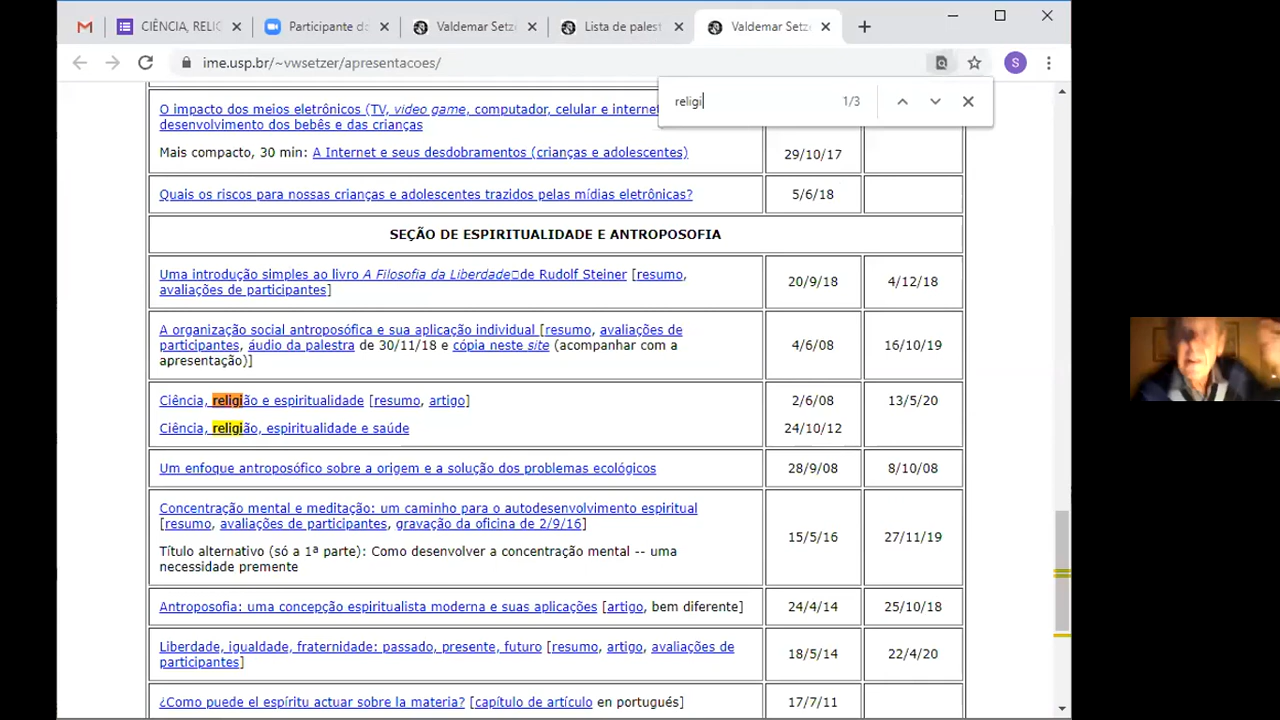 CIÊNCIA, RELIG
Participante do
Valdemar Setze
Lista de palest
Valdemar Setze
ime.usp.br/~vwsetzer/apresentacoes/
S
religi
1/3
O impacto dos meios eletrônicos (TV, video game, computador, celular e internet
desenvolvimento dos bebês e das crianças
Mais compacto, 30 min: A Internet e seus desdobramentos (crianças e adolescentes)
29/10/17
Quais os riscos para nossas crianças e adolescentes trazidos pelas mídias eletrônicas?
5/6/18
SEÇÃO DE ESPIRITUALIDADE E ANTROPOSOFIA
Uma introdução simples ao livro A Filosofia da Liberdade de Rudolf Steiner [resumo,
avaliações de participantes]
20/9/18
4/12/18
A organização social antroposófica e sua aplicação individual [resumo, avaliações de
participantes, áudio da palestra de 30/11/18 e cópia neste site (acompanhar com a
apresentação)]
4/6/08
16/10/19
Ciência, religião e espiritualidade [resumo, artigo]
2/6/08
13/5/20
Ciência, religião, espiritualidade e saúde
24/10/12
Um enfoque antroposófico sobre a origem e a solução dos problemas ecológicos
28/9/08
8/10/08
Concentração mental e meditação: um caminho para o autodesenvolvimento espiritual
[resumo, avaliações de participantes, gravação da oficina de 2/9/16]
Título alternativo (só a 1ª parte): Como desenvolver a concentração mental -- uma
necessidade premente
15/5/16
27/11/19
Antroposofia: uma concepção espiritualista moderna e suas aplicações [artigo, bem diferente]
24/4/14
25/10/18
Liberdade, igualdade, fraternidade: passado, presente, futuro [resumo, artigo, avaliações de
participantes]
18/5/14
22/4/20
¿Como puede el espíritu actuar sobre la materia? [capítulo de artículo en portugués]
17/7/11